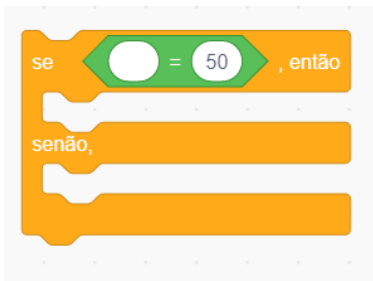 se = 50 , então
senão,